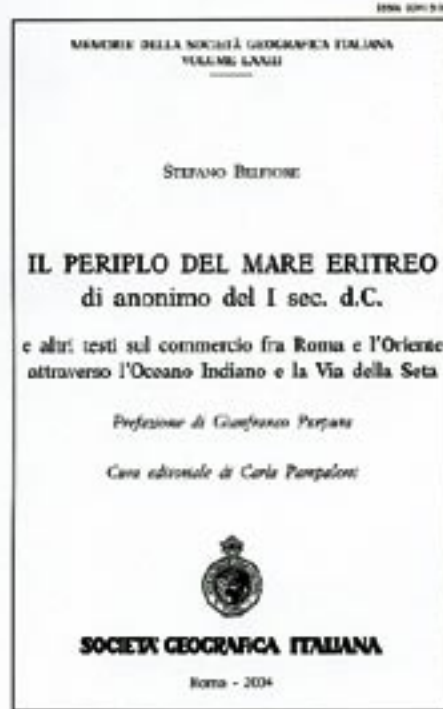 MEMORIE DELLA SOCIETÀ GEOGRAFICA ITALIANA
VOLUME LXXIII
STEFANO BELFIORE
IL PERIPLO DEL MARE ERITREO
di anonimo del I sec. d.C.
e altri testi sul commercio fra Roma e l'Oriente
attraverso l'Oceano Indiano e la Via della Seta
Prefazione di Gianfranco Purpura
Cura editoriale di Carla Pampaloni
SOCIETÀ GEOGRAFICA ITALIANA
Roma - 2004